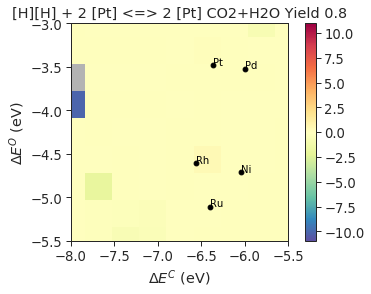 [H][H] + 2 [Pt] <=> 2 [Pt] CO2+H2O Yield 0.8
−3.0
−3.5
−4.0
−4.5
−5.0
−5.5
ΔE^O (eV)
Pt
Pd
Rh
Ni
Ru
−8.0 −7.5 −7.0 −6.5 −6.0 −5.5
ΔE^C (eV)
10.0
7.5
5.0
2.5
0.0
−2.5
−5.0
−7.5
−10.0